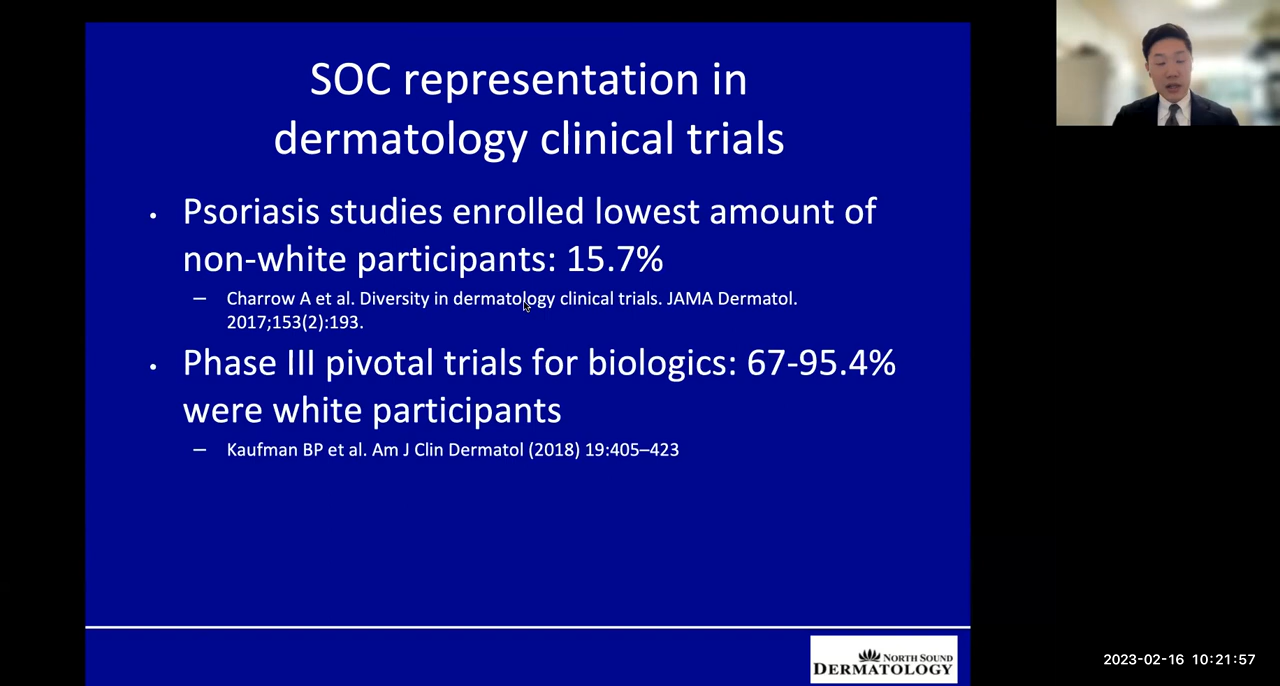 SOC representation in
dermatology clinical trials
• Psoriasis studies enrolled lowest amount of
non-white participants: 15.7%
– Charrow A et al. Diversity in dermatology clinical trials. JAMA Dermatol.
2017;153(2):193.
• Phase III pivotal trials for biologics: 67-95.4%
were white participants
– Kaufman BP et al. Am J Clin Dermatol (2018) 19:405–423
NORTH SOUND
DERMATOLOGY
2023-02-16 10:21:57